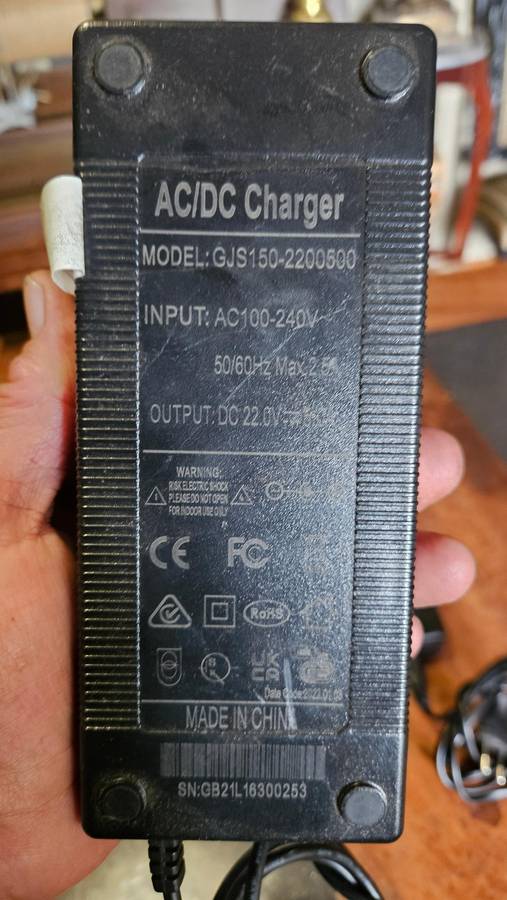 AC/DC Charger
MODEL: GJS150-2200500
INPUT: AC100-240V~
50/60Hz Max.2.5A
OUTPUT: DC 22.0V
WARNING:
RISK ELECTRIC SHOCK
PLEASE DO NOT OPEN
FOR INDOOR USE ONLY
CE FC
RoHS
UK
CA
Date Code:
MADE IN CHINA
SN:GB21L16300253